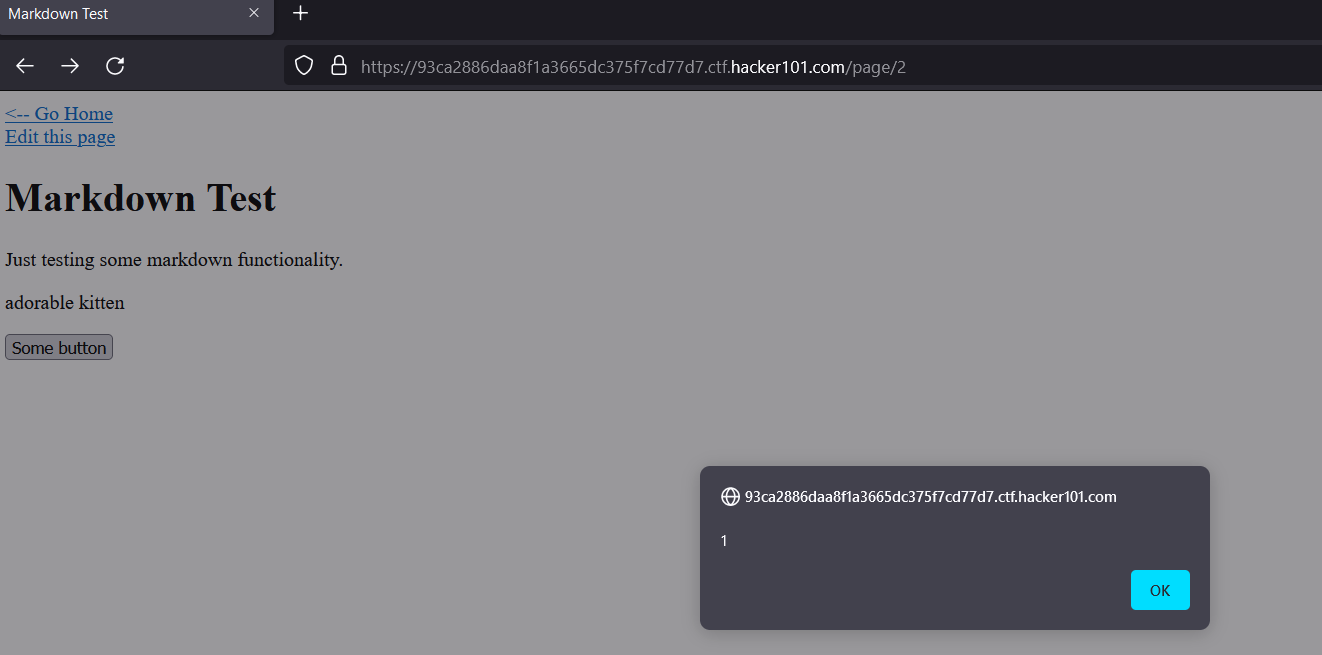 Markdown Test
https://93ca2886daa8f1a3665dc375f7cd77d7.ctf.hacker101.com/page/2
<-- Go Home
Edit this page
Markdown Test
Just testing some markdown functionality.
adorable kitten
Some button
93ca2886daa8f1a3665dc375f7cd77d7.ctf.hacker101.com
1
OK